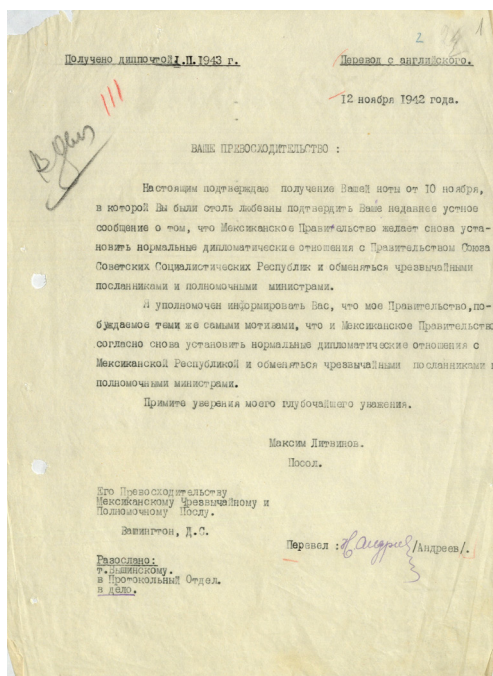 2
4
1
Получено диппочтой 1.II.1943 г.
Перевод с английского.
12 ноября 1942 года.
В дело
ВАШЕ ПРЕВОСХОДИТЕЛЬСТВО :
Настоящим подтверждаю получение Вашей ноты от 10 ноября,
в которой Вы были столь любезны подтвердить Ваше недавнее устное
сообщение о том, что Мексиканское Правительство желает снова уста-
новить нормальные дипломатические отношения с Правительством Союза
Советских Социалистических Республик и обменяться чрезвычайными
посланниками и полномочными министрами.
Я уполномочен информировать Вас, что мое Правительство,по-
буждаемое теми же самыми мотивами, что и Мексиканское Правительство
согласно снова установить нормальные дипломатические отношения с
Мексиканской Республикой и обменяться чрезвычайными посланниками и
полномочными министрами.
Примите уверения моего глубочайшего уважения.
Максим Литвинов.
Посол.
Его Превосходительству
Мексиканскому Чрезвычайному и
Полномочному Послу.
Вашингтон, Д.С.
Перевел : Андреев /Андреев/.
Разослано:
т.Вышинскому.
в Протокольный Отдел.
в дело.